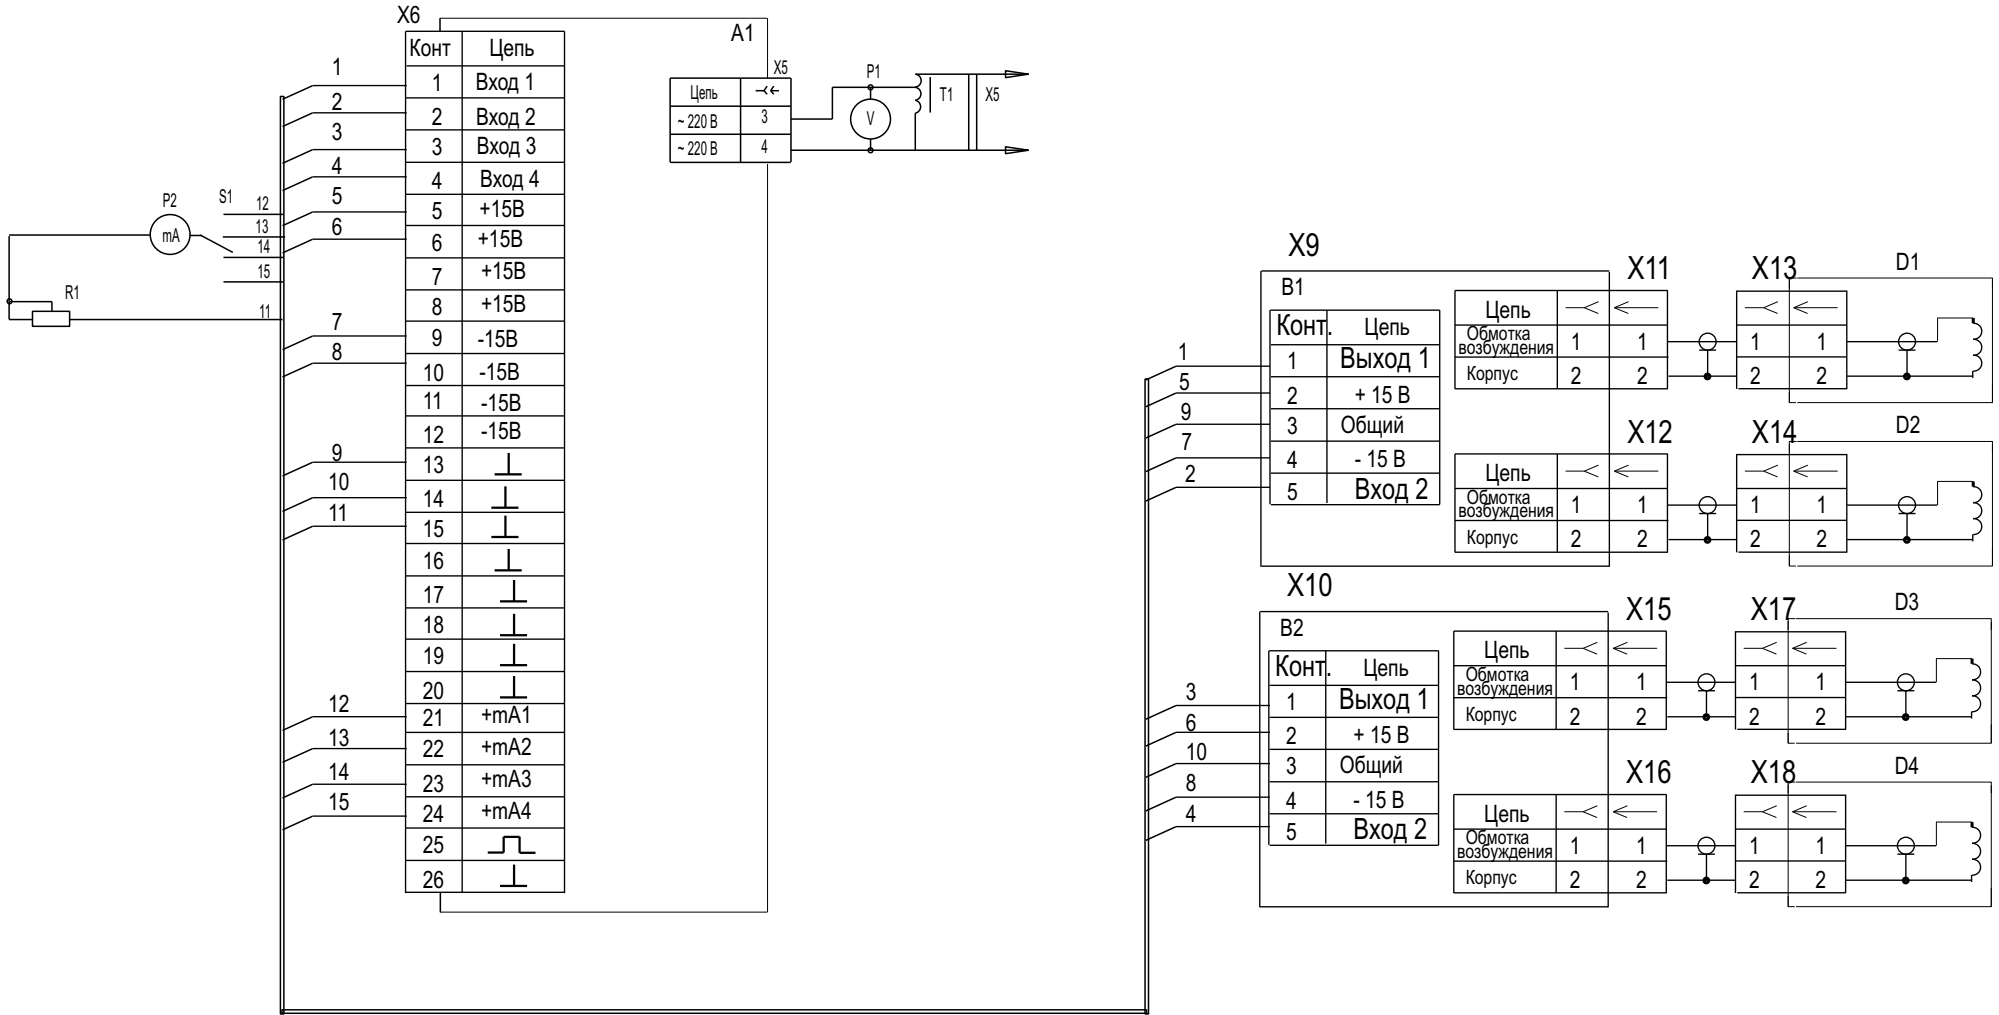 X6
A1
Конт Цепь
1 Вход 1
2 Вход 2
3 Вход 3
4 Вход 4
5 +15В
6 +15В
7 +15В
8 +15В
9 -15В
10 -15В
11 -15В
12 -15В
13
14
15
16
17
18
19
20
21 +mA1
22 +mA2
23 +mA3
24 +mA4
25
26
1
2
3
4
5
6
7
8
9
10
11
12
13
14
15
P2
mA
S1
12
13
14
15
R1
11
X5
Цепь
~ 220 В 3
~ 220 В 4
P1
V
T1
X5
1
5
9
7
2
X9
B1
Конт. Цепь
1 Выход 1
2 + 15 В
3 Общий
4 - 15 В
5 Вход 2
X11
Цепь
Обмотка
возбуждения 1 1
Корпус 2 2
X13
1 1
2 2
D1
X12
Цепь
Обмотка
возбуждения 1 1
Корпус 2 2
X14
1 1
2 2
D2
3
6
10
8
4
X10
B2
Конт. Цепь
1 Выход 1
2 + 15 В
3 Общий
4 - 15 В
5 Вход 2
X15
Цепь
Обмотка
возбуждения 1 1
Корпус 2 2
X17
1 1
2 2
D3
X16
Цепь
Обмотка
возбуждения 1 1
Корпус 2 2
X18
1 1
2 2
D4